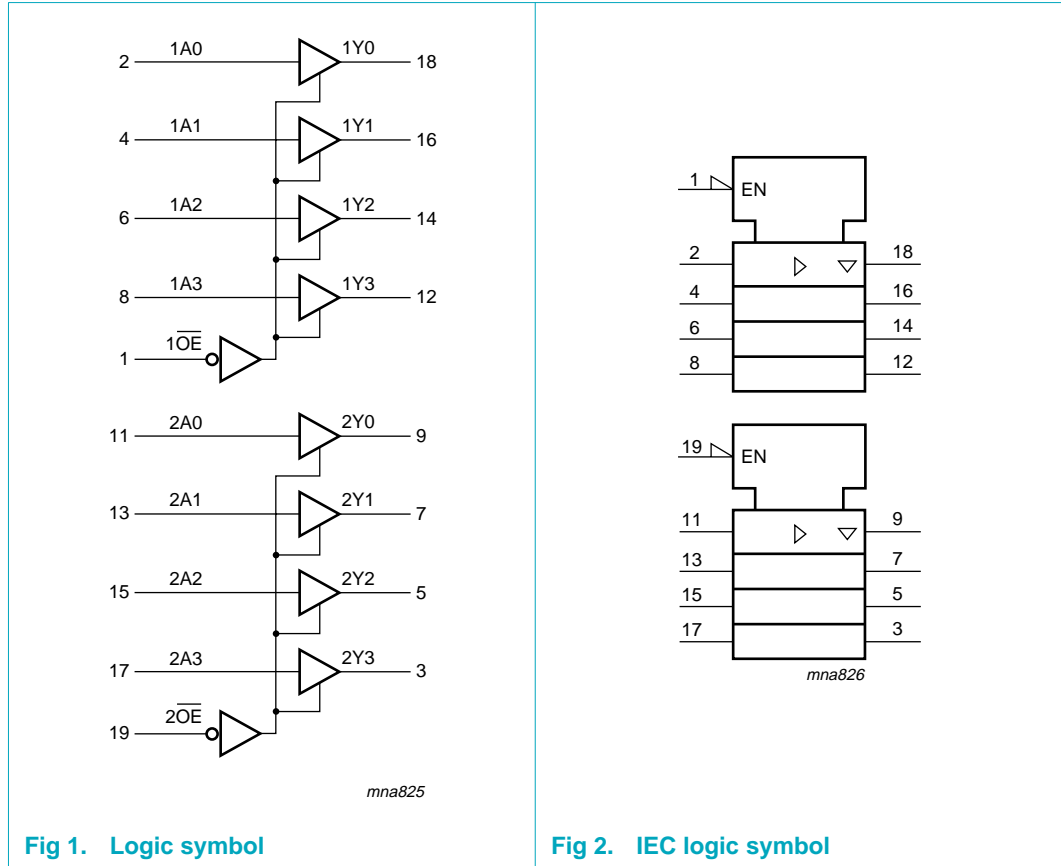 2 1A0 1Y0 18
4 1A1 1Y1 16
6 1A2 1Y2 14
8 1A3 1Y3 12
1 1O̅E̅
11 2A0 2Y0 9
13 2A1 2Y1 7
15 2A2 2Y2 5
17 2A3 2Y3 3
19 2O̅E̅
mna825
Fig 1. Logic symbol
1 EN
2 18
4 16
6 14
8 12
19 EN
11 9
13 7
15 5
17 3
mna826
Fig 2. IEC logic symbol